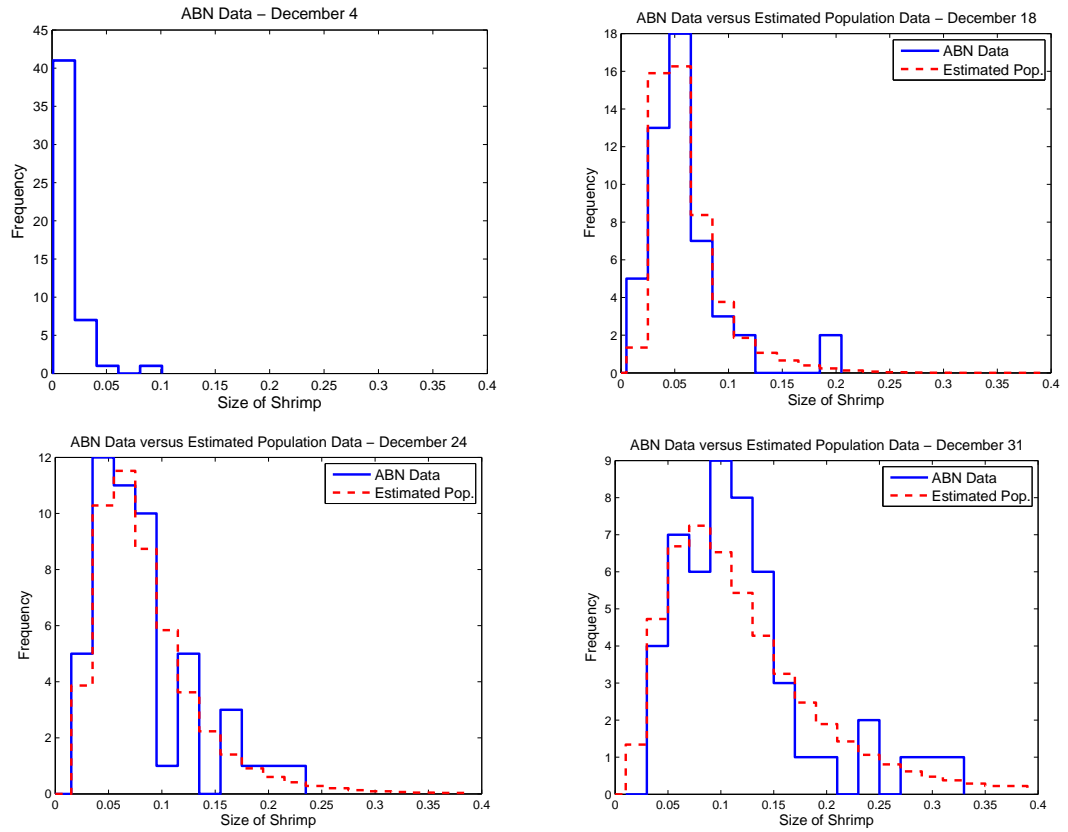 ABN Data – December 4
45
40
35
30
25
20
15
10
5
0
Frequency
0 0.05 0.1 0.15 0.2 0.25 0.3 0.35 0.4
Size of Shrimp
ABN Data versus Estimated Population Data – December 18
ABN Data
Estimated Pop.
18
16
14
12
10
8
6
4
2
0
Frequency
0 0.05 0.1 0.15 0.2 0.25 0.3 0.35 0.4
Size of Shrimp
ABN Data versus Estimated Population Data – December 24
ABN Data
Estimated Pop.
12
10
8
6
4
2
0
Frequency
0 0.05 0.1 0.15 0.2 0.25 0.3 0.35 0.4
Size of Shrimp
ABN Data versus Estimated Population Data – December 31
ABN Data
Estimated Pop.
9
8
7
6
5
4
3
2
1
0
Frequency
0 0.05 0.1 0.15 0.2 0.25 0.3 0.35 0.4
Size of Shrimp